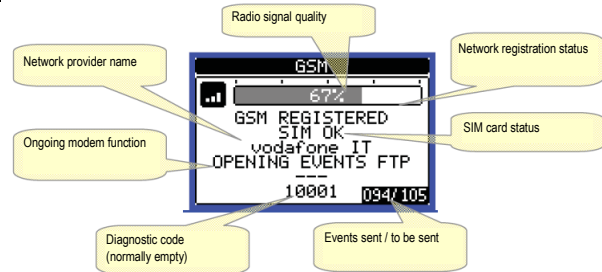 Radio signal quality
Network registration status
Network provider name
GSM
67%
GSM REGISTERED
SIM OK
SIM card status
vodafone IT
Ongoing modem function
OPENING EVENTS FTP
---
10001
094/105
Diagnostic code
(normally empty)
Events sent / to be sent